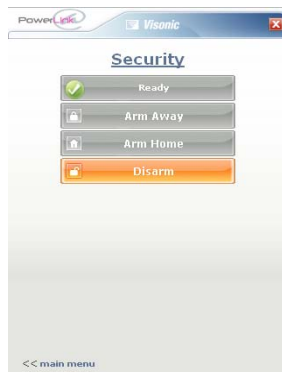 PowerLink
Visonic
Security
Ready
Arm Away
Arm Home
Disarm
<< main menu